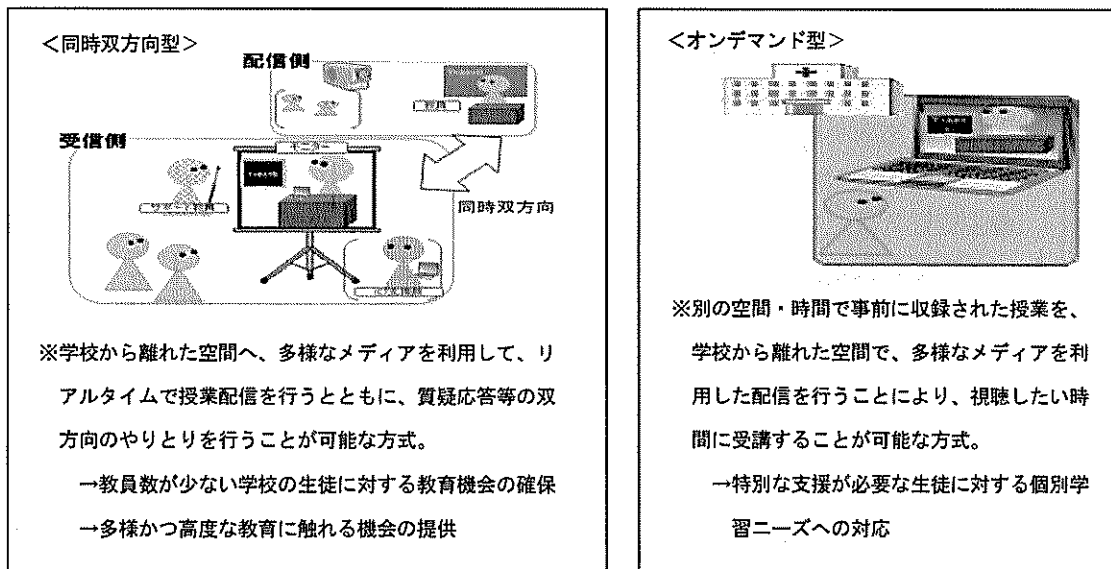 ＜同時双方向型＞
配信側
受信側
同時双方向
※学校から離れた空間へ、多様なメディアを利用して、リ
アルタイムで授業配信を行うとともに、質疑応答等の双
方向のやりとりを行うことが可能な方式。
→教員数が少ない学校の生徒に対する教育機会の確保
→多様かつ高度な教育に触れる機会の提供
＜オンデマンド型＞
※別の空間・時間で事前に収録された授業を、
学校から離れた空間で、多様なメディアを利
用した配信を行うことにより、視聴したい時
間に受講することが可能な方式。
→特別な支援が必要な生徒に対する個別学
習ニーズへの対応